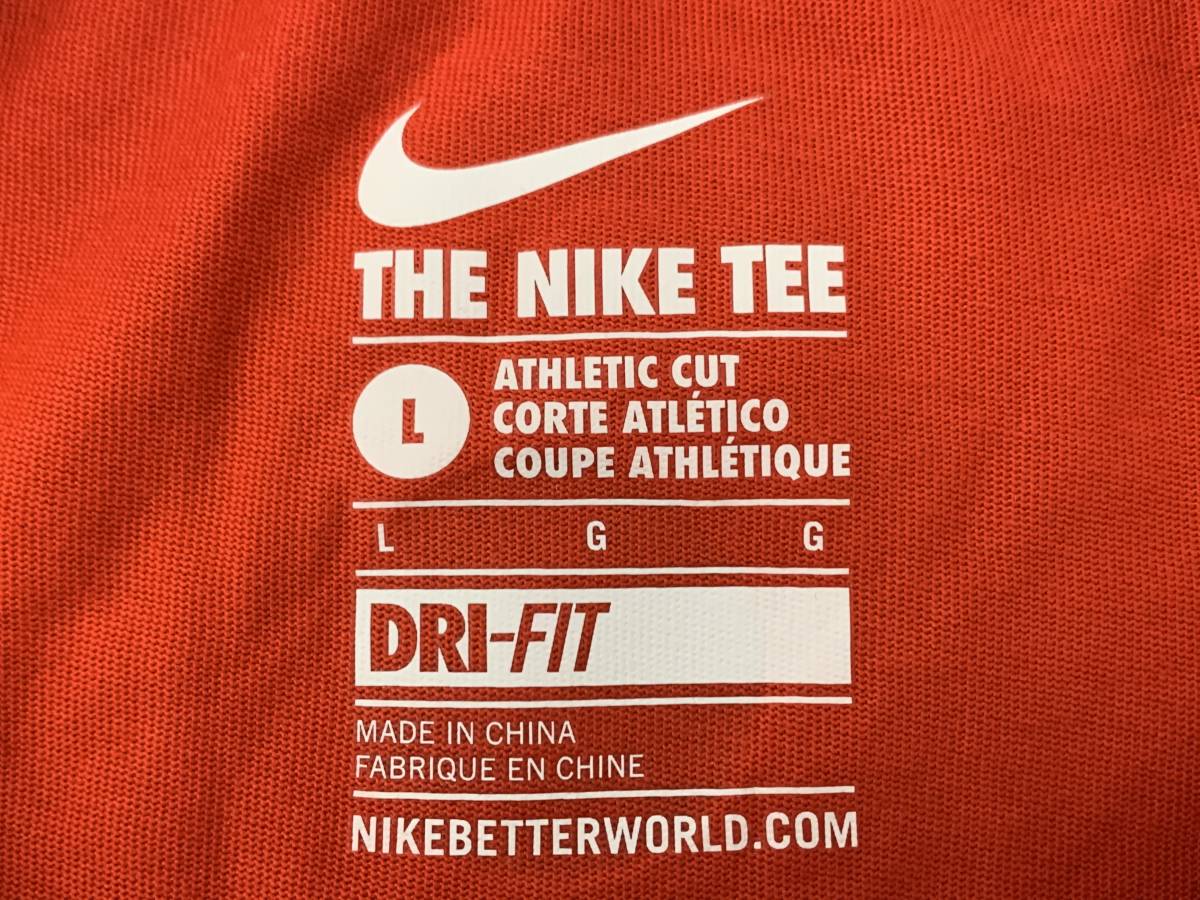 THE NIKE TEE
L
ATHLETIC CUT
CORTE ATLÉTICO
COUPE ATHLÉTIQUE
L G G
DRI-FIT
MADE IN CHINA
FABRIQUE EN CHINE
NIKEBETTERWORLD.COM